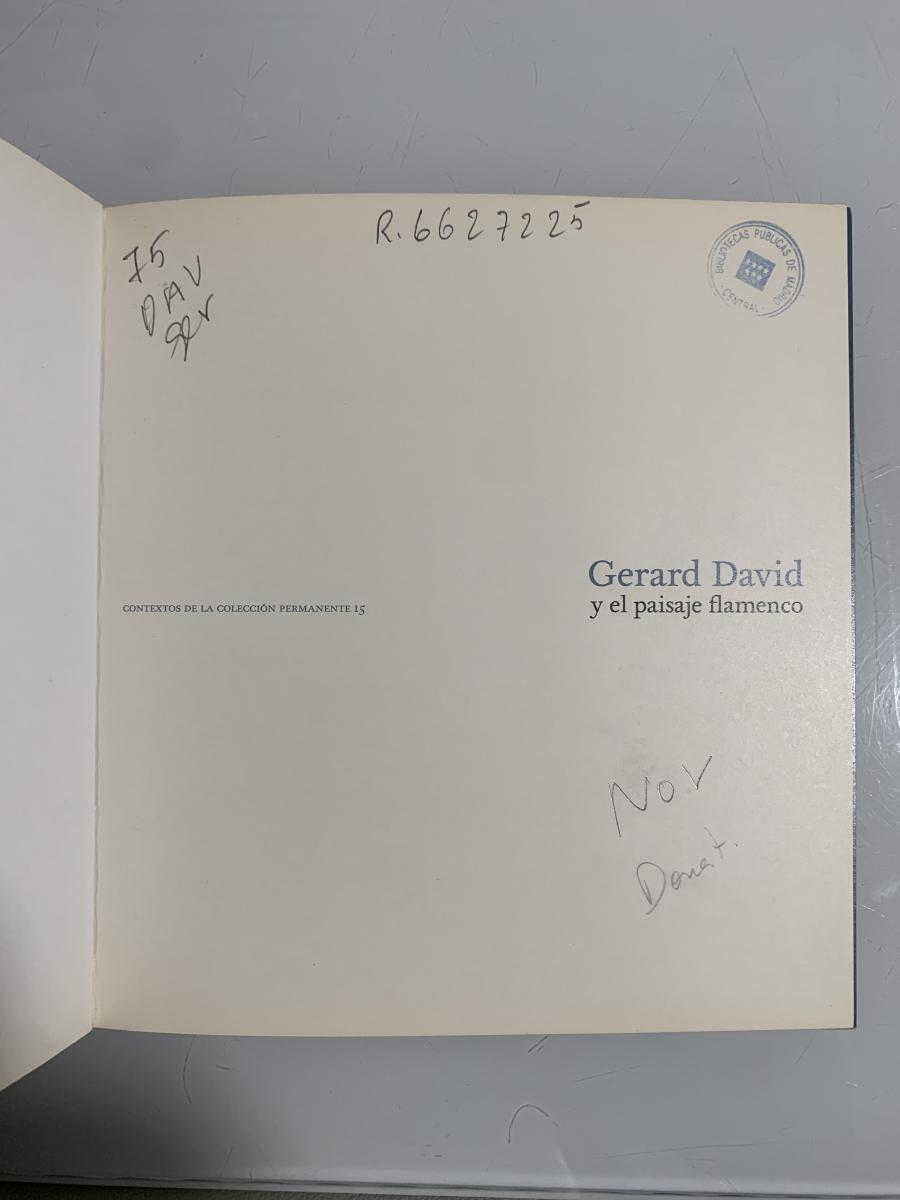 R. 6627225
75
DAV
ger
BIBLIOTECAS PUBLICAS DE MADRID
· CENTRAL ·
Gerard David
y el paisaje flamenco
CONTEXTOS DE LA COLECCIÓN PERMANENTE 15
Nov
Donat.